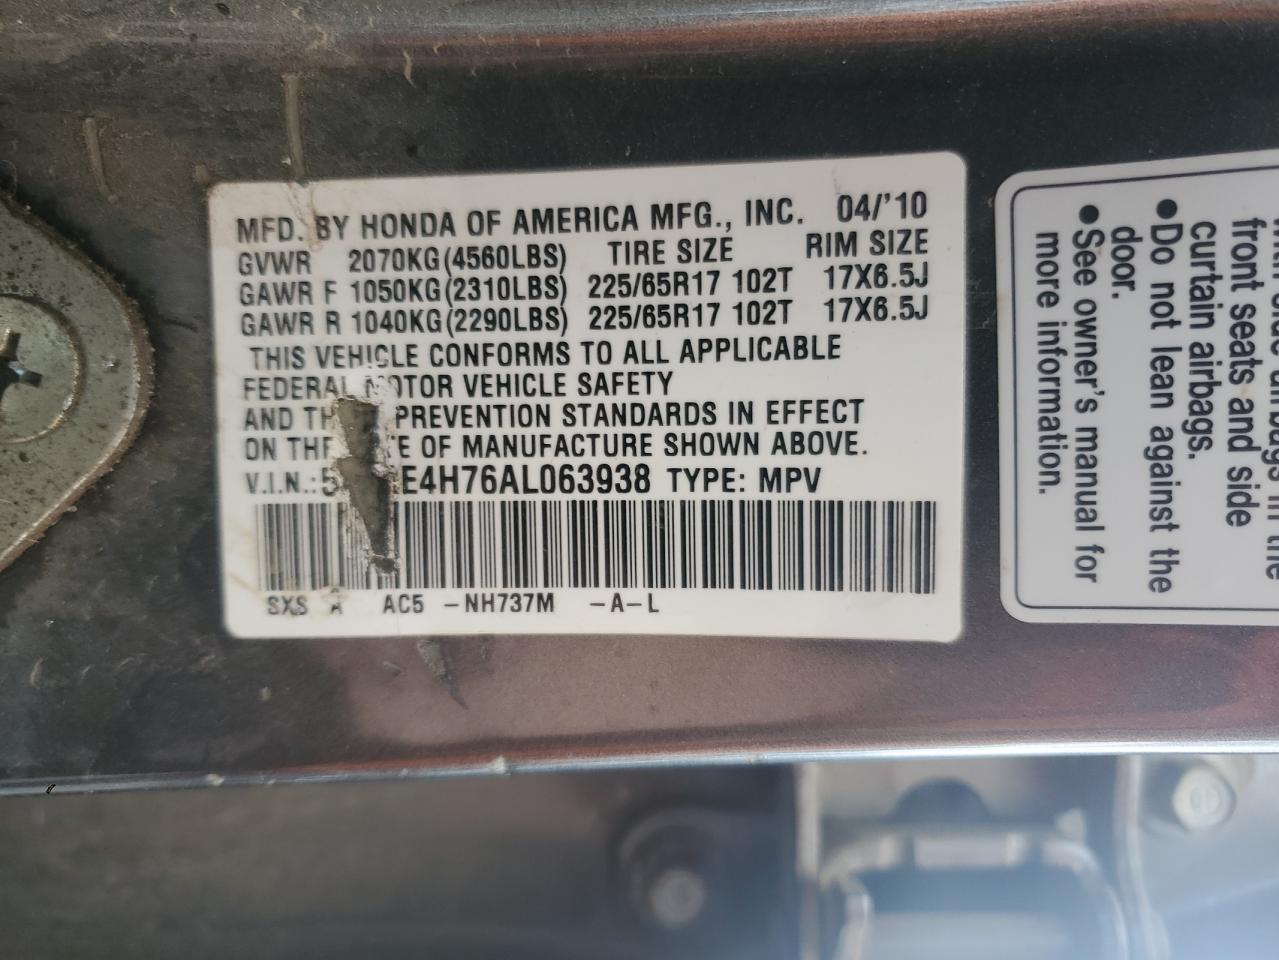 MFD. BY HONDA OF AMERICA MFG., INC. 04/'10
GVWR 2070KG(4560LBS) TIRE SIZE RIM SIZE
GAWR F 1050KG(2310LBS) 225/65R17 102T 17X6.5J
GAWR R 1040KG(2290LBS) 225/65R17 102T 17X6.5J
THIS VEHICLE CONFORMS TO ALL APPLICABLE
FEDERAL MOTOR VEHICLE SAFETY
AND PREVENTION STANDARDS IN EFFECT
ON OF MANUFACTURE SHOWN ABOVE.
V.I.N.: E4H76AL063938 TYPE: MPV
SXS A AC5 -NH737M -A-L
front seats and side
curtain airbags.
●Do not lean against the
door.
●See owner's manual for
more information.